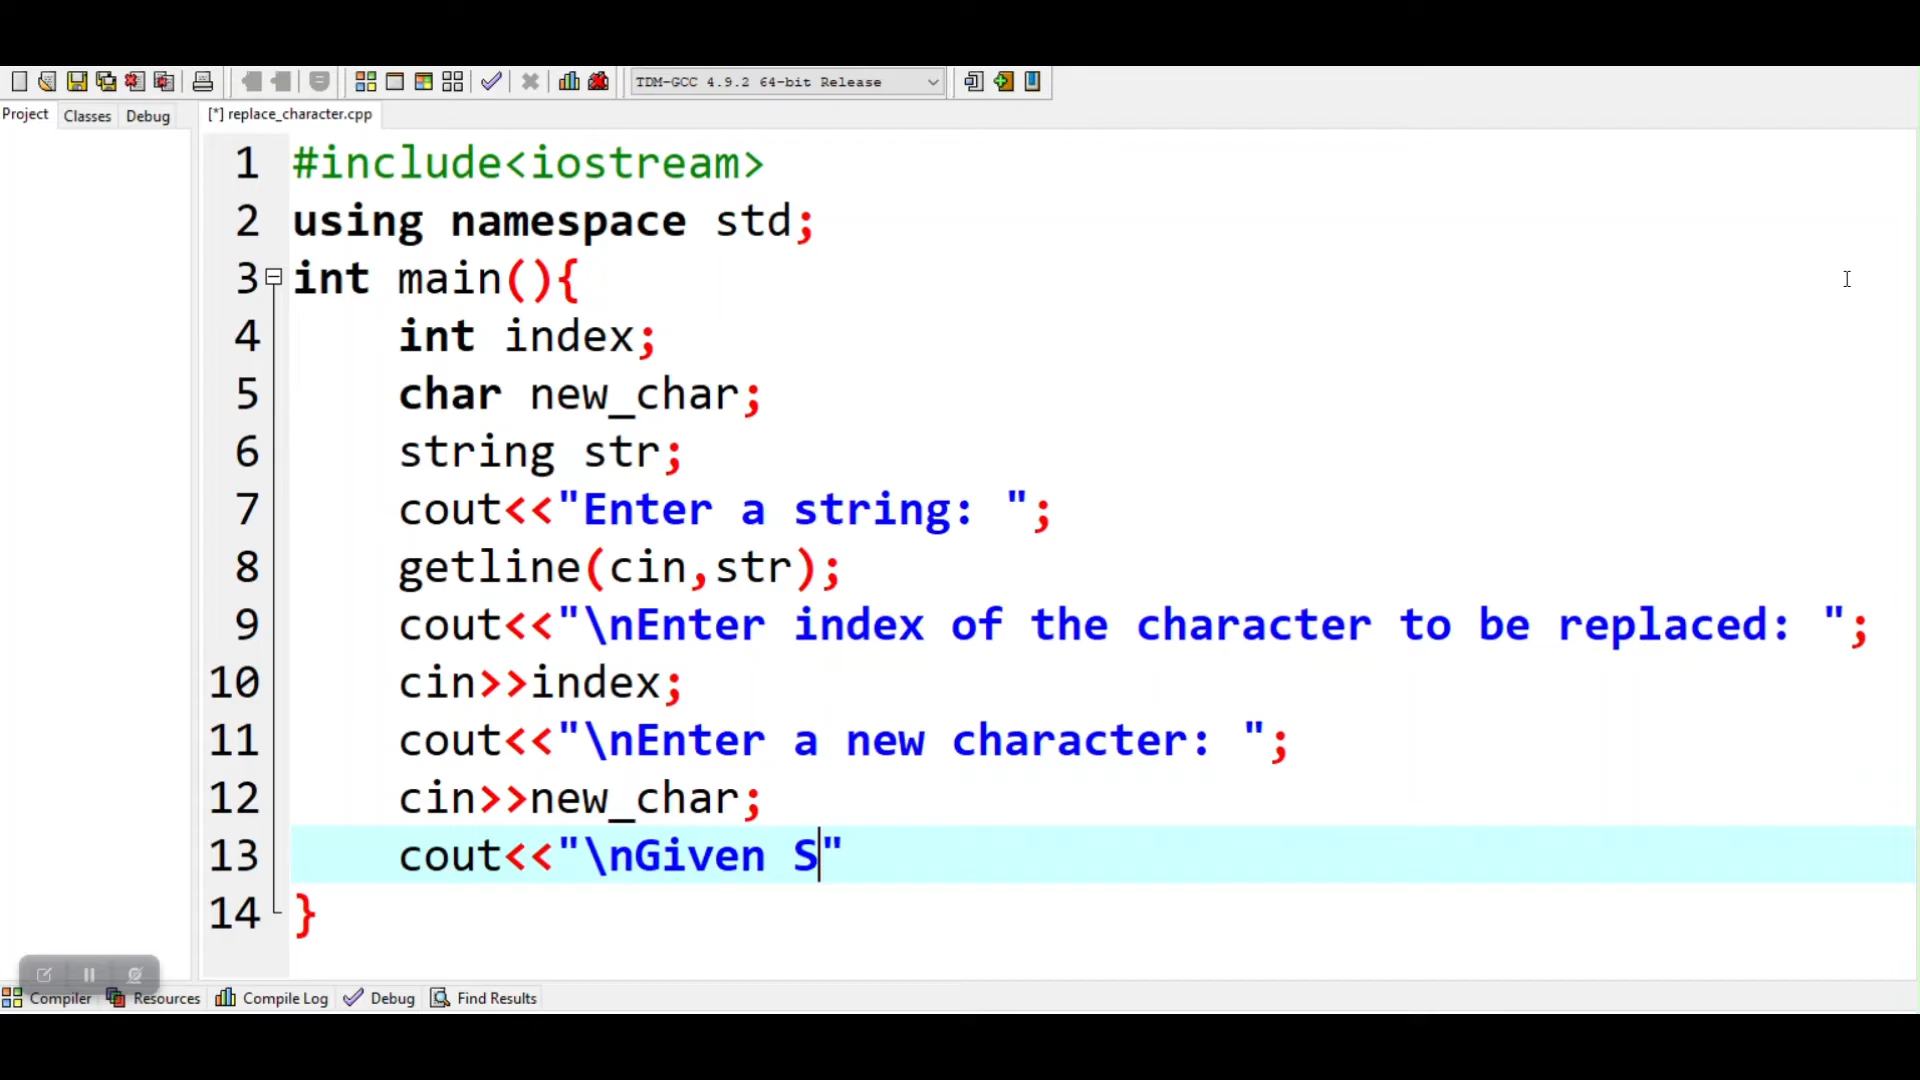 TDM-GCC 4.9.2 64-bit Release
Project Classes Debug [*] replace_character.cpp
1 #include<iostream>
2 using namespace std;
3 int main(){
4 int index;
5 char new_char;
6 string str;
7 cout<<"Enter a string: ";
8 getline(cin,str);
9 cout<<"\nEnter index of the character to be replaced: ";
10 cin>>index;
11 cout<<"\nEnter a new character: ";
12 cin>>new_char;
13 cout<<"\nGiven S"
14 }
Compiler Resources Compile Log Debug Find Results